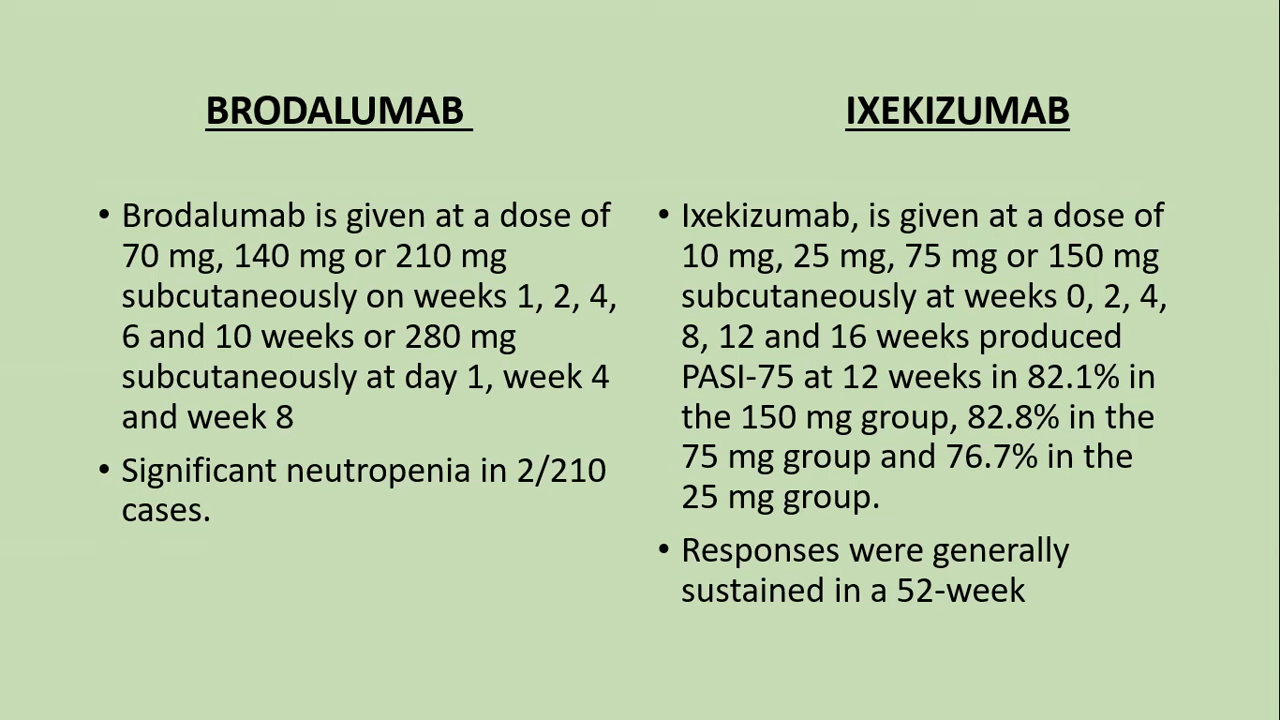 BRODALUMAB
• Brodalumab is given at a dose of
70 mg, 140 mg or 210 mg
subcutaneously on weeks 1, 2, 4,
6 and 10 weeks or 280 mg
subcutaneously at day 1, week 4
and week 8
• Significant neutropenia in 2/210
cases.
IXEKIZUMAB
• Ixekizumab, is given at a dose of
10 mg, 25 mg, 75 mg or 150 mg
subcutaneously at weeks 0, 2, 4,
8, 12 and 16 weeks produced
PASI-75 at 12 weeks in 82.1% in
the 150 mg group, 82.8% in the
75 mg group and 76.7% in the
25 mg group.
• Responses were generally
sustained in a 52-week